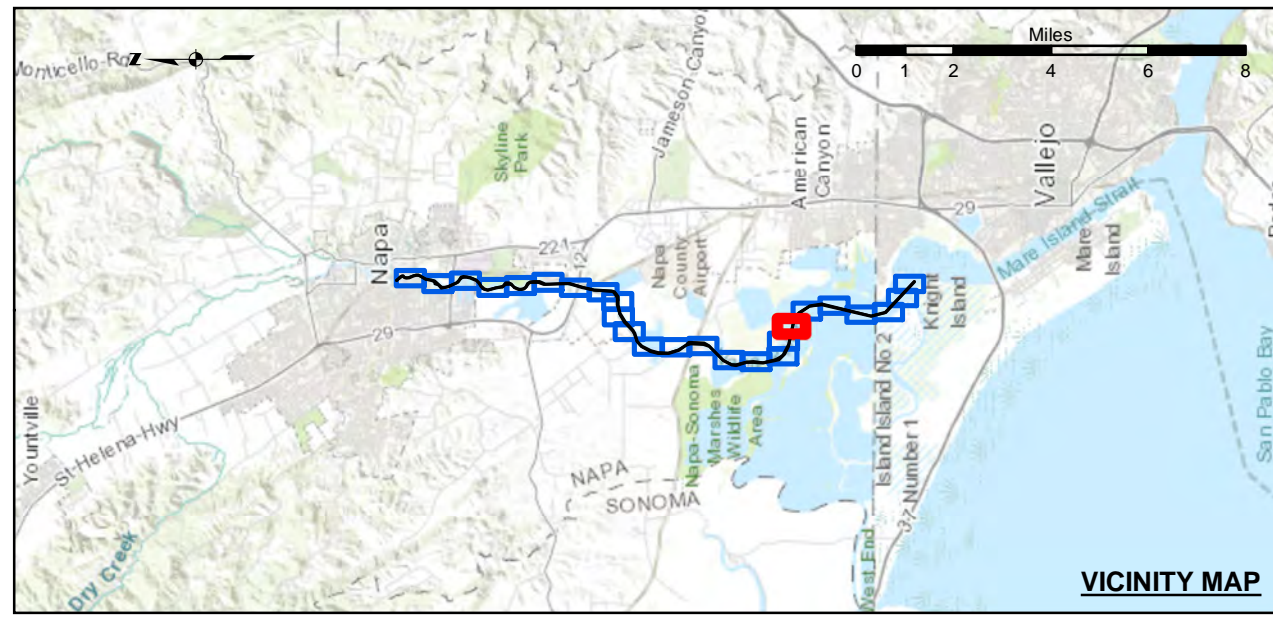 Monticello-Rd
Z
Miles
0 1 2 4 6 8
Jameson Canyo
Skyline
Park
American
Canyon
Vallejo
Napa
221
12
29
Napa
County
Airport
29
Mare Island-Strait
Mare
Island
Knight
Island
Yountville
St-Helena-Hwy
Napa-Sonoma
Marshes
Wildlife
Area
Island Island No 2
Number 1
37
San Pablo Bay
NAPA
SONOMA
Dry Creek
West End
VICINITY MAP